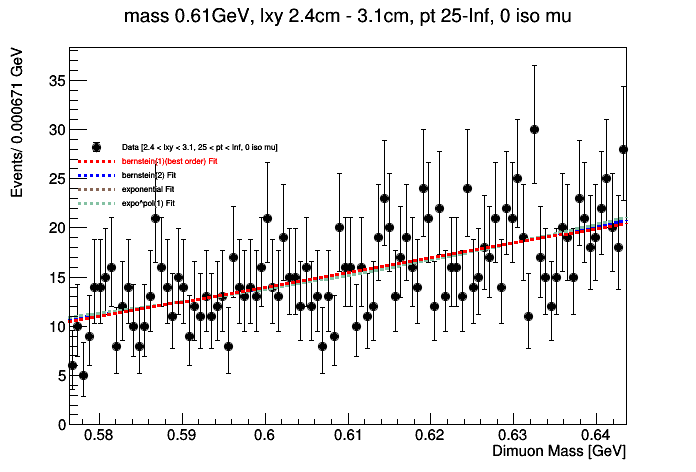 mass 0.61GeV, lxy 2.4cm - 3.1cm, pt 25-Inf, 0 iso mu
Events/ 0.000671 GeV
35
30
25
20
15
10
5
0
Data [2.4 < lxy < 3.1, 25 < pt < Inf, 0 iso mu]
bernstein(1)(best order) Fit
bernstein(2) Fit
exponential Fit
expo*pol(1) Fit
0.58
0.59
0.6
0.61
0.62
0.63
0.64
Dimuon Mass [GeV]